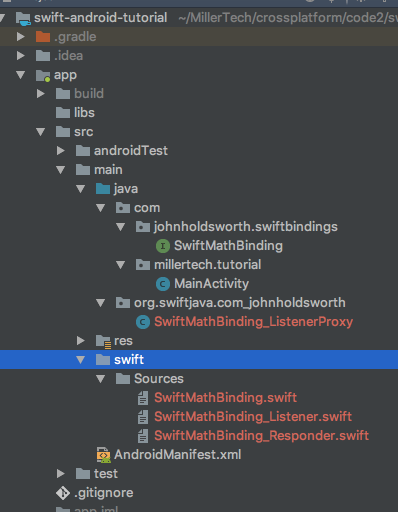 swift-android-tutorial ~/MillerTech/crossplatform/code2/sw
.gradle
.idea
app
build
libs
src
androidTest
main
java
com
johnholdsworth.swiftbindings
SwiftMathBinding
millertech.tutorial
MainActivity
org.swiftjava.com_johnholdsworth
SwiftMathBinding_ListenerProxy
res
swift
Sources
SwiftMathBinding.swift
SwiftMathBinding_Listener.swift
SwiftMathBinding_Responder.swift
AndroidManifest.xml
test
.gitignore
app.iml